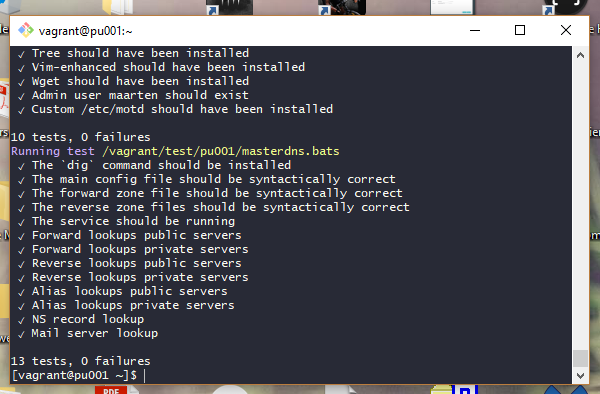 vagrant@pu001:~
✓ Tree should have been installed
✓ Vim-enhanced should have been installed
✓ Wget should have been installed
✓ Admin user maarten should exist
✓ Custom /etc/motd should have been installed
10 tests, 0 failures
Running test /vagrant/test/pu001/masterdns.bats
✓ The `dig` command should be installed
✓ The main config file should be syntactically correct
✓ The forward zone file should be syntactically correct
✓ The reverse zone files should be syntactically correct
✓ The service should be running
✓ Forward lookups public servers
✓ Forward lookups private servers
✓ Reverse lookups public servers
✓ Reverse lookups private servers
✓ Alias lookups public servers
✓ Alias lookups private servers
✓ NS record lookup
✓ Mail server lookup
13 tests, 0 failures
[vagrant@pu001 ~]$
PDF